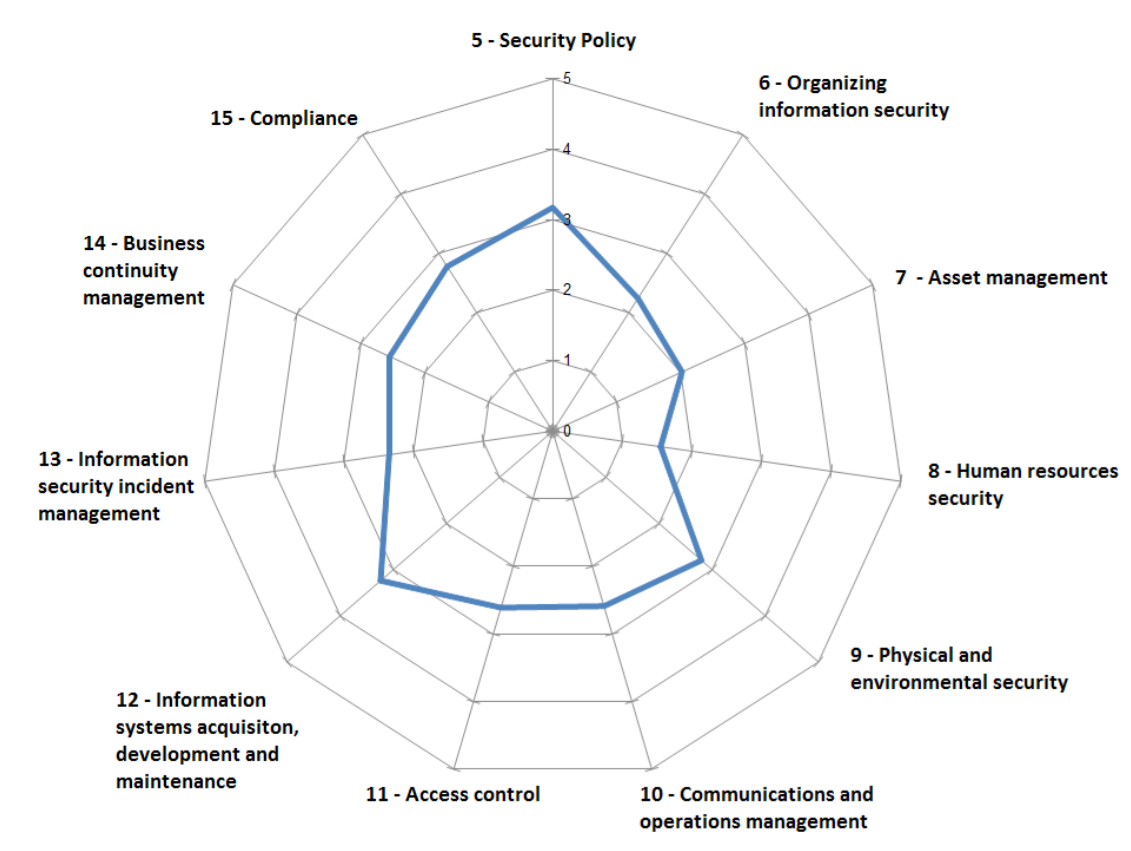 5 - Security Policy
6 - Organizing
information security
7  - Asset management
8 - Human resources
security
9 - Physical and
environmental security
10 - Communications and
operations management
11 - Access control
12 - Information
systems acquisiton,
development and
maintenance
13 - Information
security incident
management
14 - Business
continuity
management
15 - Compliance
5
4
3
2
1
0